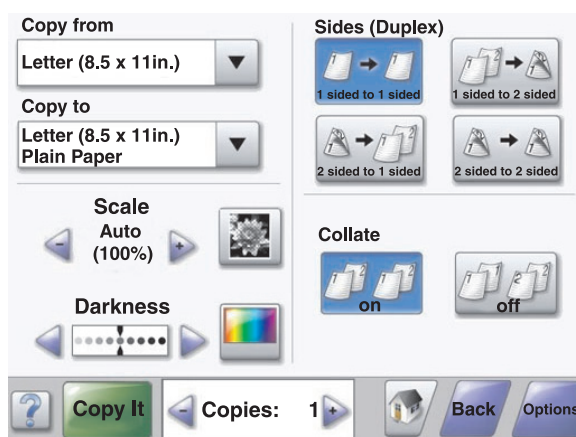 Copy from
Letter (8.5 x 11in.)
Copy to
Letter (8.5 x 11in.)
Plain Paper
Scale
Auto
(100%)
Darkness
Sides (Duplex)
1 sided to 1 sided
1 sided to 2 sided
2 sided to 1 sided
2 sided to 2 sided
Collate
on
off
?
Copy It
Copies: 1
Back
Options